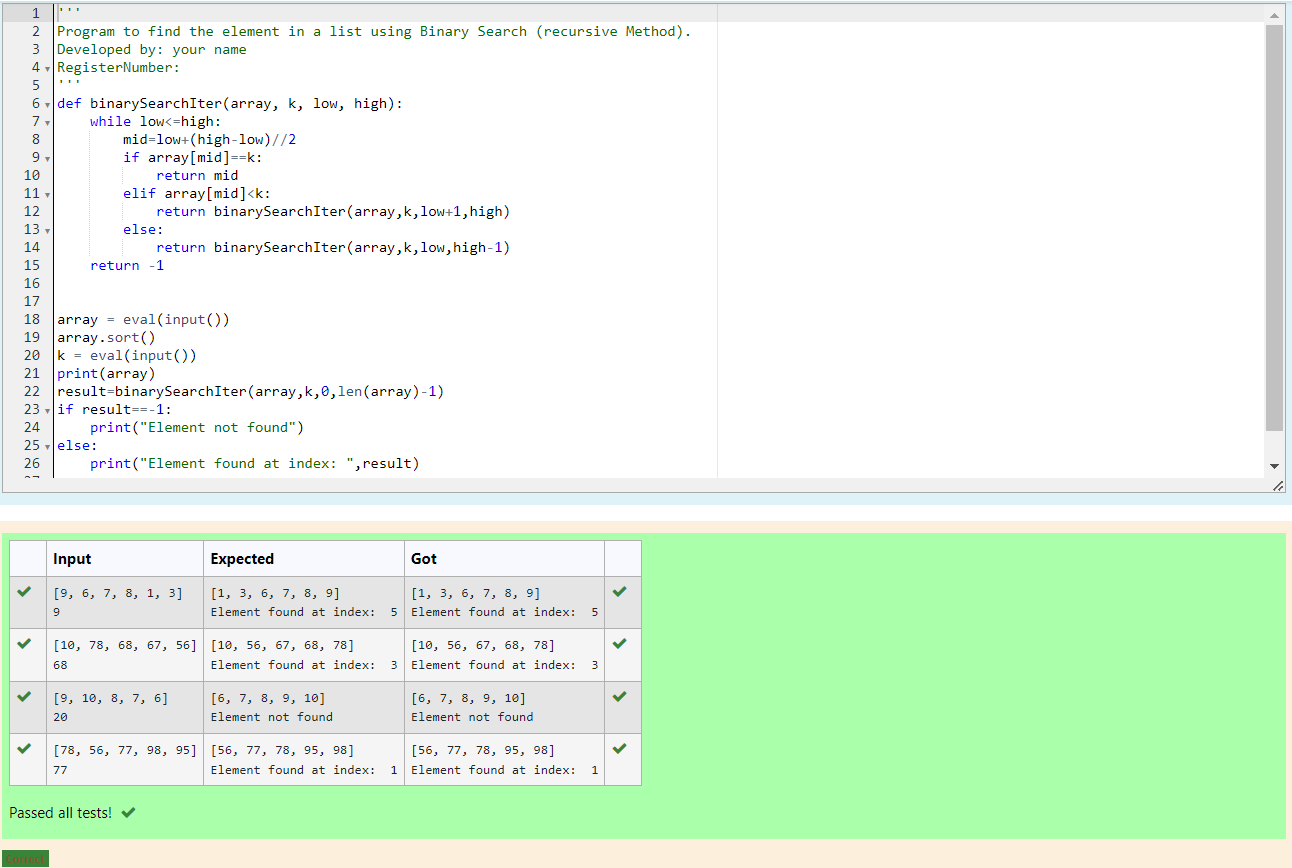 1 '''
2 Program to find the element in a list using Binary Search (recursive Method).
3 Developed by: your name
4 RegisterNumber:
5 '''
6 def binarySearchIter(array, k, low, high):
7     while low<=high:
8         mid=low+(high-low)//2
9         if array[mid]==k:
10             return mid
11         elif array[mid]<k:
12             return binarySearchIter(array,k,low+1,high)
13         else:
14             return binarySearchIter(array,k,low,high-1)
15     return -1
16
17
18 array = eval(input())
19 array.sort()
20 k = eval(input())
21 print(array)
22 result=binarySearchIter(array,k,0,len(array)-1)
23 if result==-1:
24     print("Element not found")
25 else:
26     print("Element found at index: ",result)
Input Expected Got
[9, 6, 7, 8, 1, 3] [1, 3, 6, 7, 8, 9] [1, 3, 6, 7, 8, 9]
9 Element found at index:  5 Element found at index:  5
[10, 78, 68, 67, 56] [10, 56, 67, 68, 78] [10, 56, 67, 68, 78]
68 Element found at index:  3 Element found at index:  3
[9, 10, 8, 7, 6] [6, 7, 8, 9, 10] [6, 7, 8, 9, 10]
20 Element not found Element not found
[78, 56, 77, 98, 95] [56, 77, 78, 95, 98] [56, 77, 78, 95, 98]
77 Element found at index:  1 Element found at index:  1
Passed all tests!
Correct